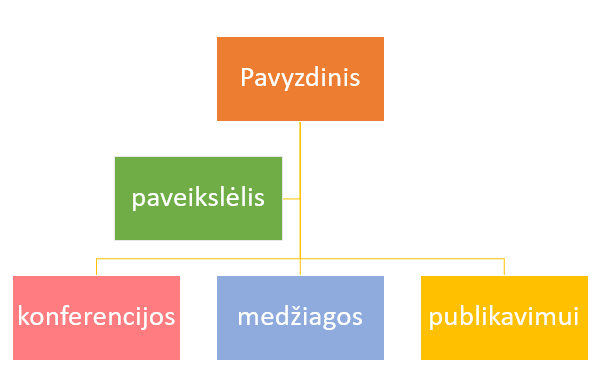 Pavyzdinis
paveikslėlis
konferencijos
medžiagos
publikavimui